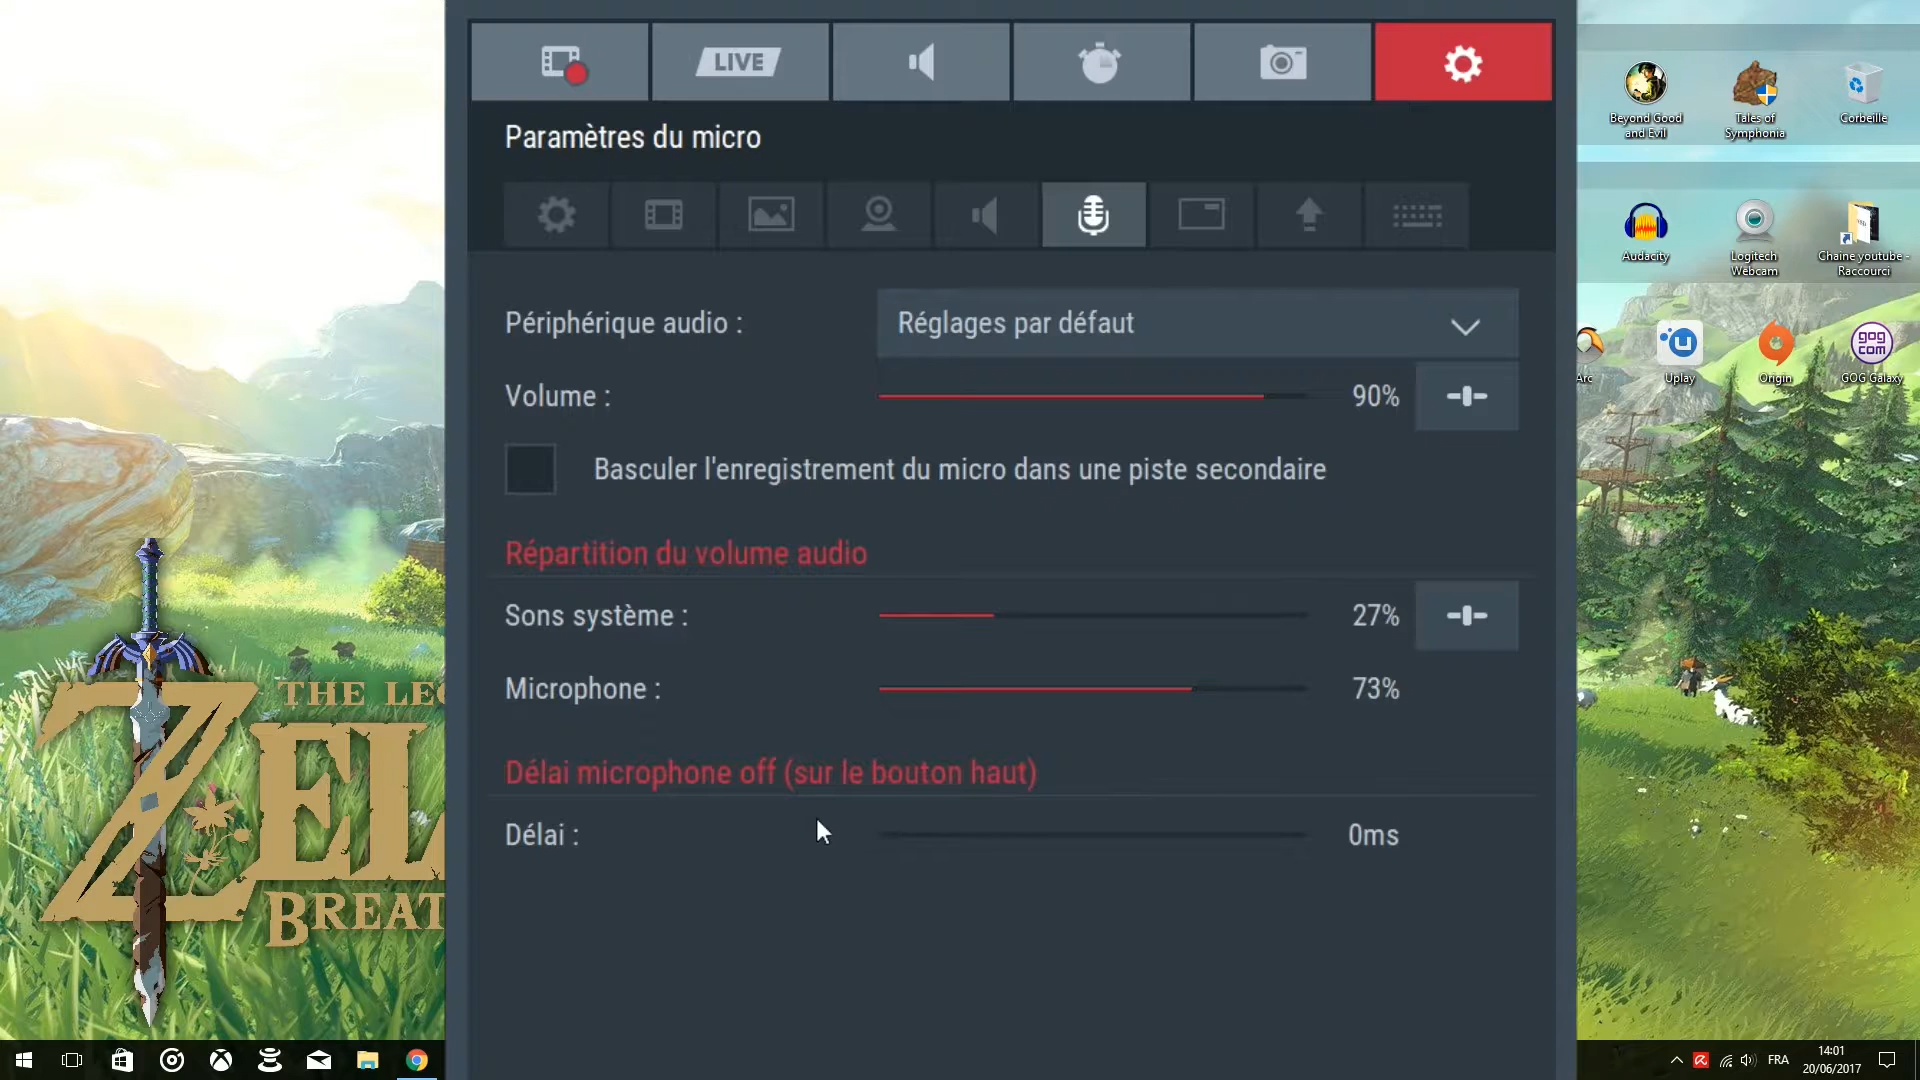 LIVE
Paramètres du micro
Périphérique audio :
Réglages par défaut
Volume :
90%
Basculer l'enregistrement du micro dans une piste secondaire
Répartition du volume audio
Sons système :
27%
Microphone :
73%
Délai microphone off (sur le bouton haut)
Délai :
0ms
THE LEG
ZEL
BREAT
Beyond Good
and Evil
Tales of
Symphonia
Corbeille
Audacity
Logitech
Webcam
Chaine youtube -
Raccourci
Arc
Uplay
Origin
gog
com
GOG Galaxy
FRA
14:01
20/06/2017